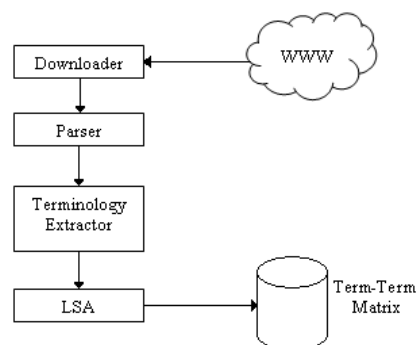 WWW
Downloader
Parser
Terminology
Extractor
LSA
Term-Term
Matrix